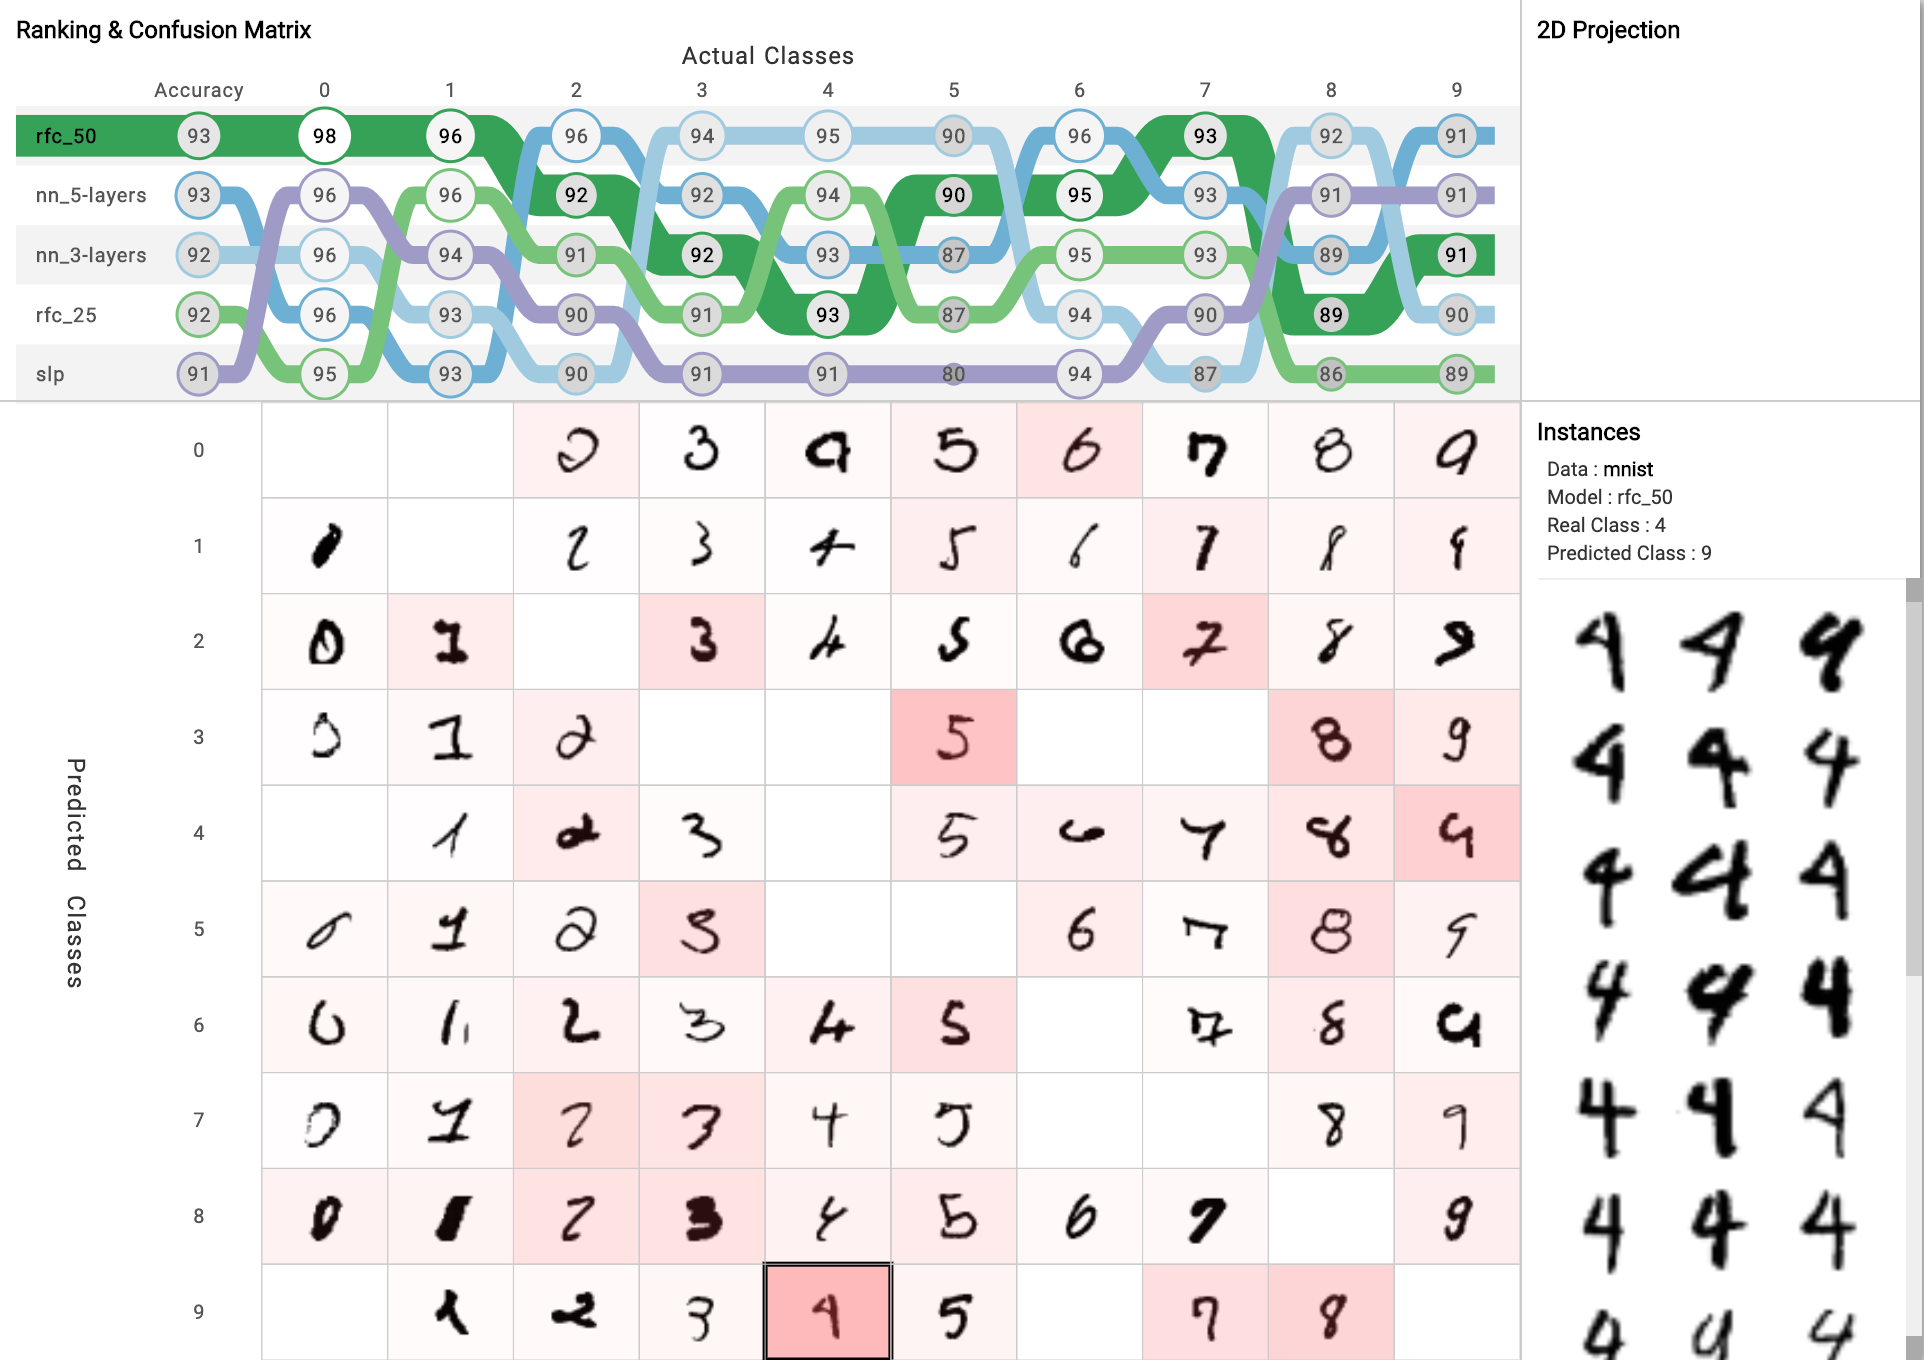 Ranking & Confusion Matrix
2D Projection
Actual Classes
Accuracy 0 1 2 3 4 5 6 7 8 9
rfc_50 93 98 96 96 94 95 90 96 93 92 91
nn_5-layers 93 96 96 92 92 94 90 95 93 91 91
nn_3-layers 92 96 94 91 92 93 87 95 93 89 91
rfc_25 92 96 93 90 91 93 87 94 90 89 90
slp 91 95 93 90 91 91 80 94 87 86 89
Predicted Classes
0 2 3 4 5 6 7 8 9
1 0 2 3 4 5 6 7 8 9
2 0 1 3 4 5 6 7 8 9
3 0 1 2 5 8 9
4 1 2 3 5 6 7 8 9
5 0 1 2 3 6 7 8 9
6 0 1 2 3 4 5 7 8 9
7 0 1 2 3 4 5 8 9
8 0 1 2 3 4 5 6 7 9
9 1 2 3 4 5 7 8
Instances
Data : mnist
Model : rfc_50
Real Class : 4
Predicted Class : 9
4 4 4
4 4 4
4 4 4
4 4 4
4 4 4
4 4 4
4 4 4